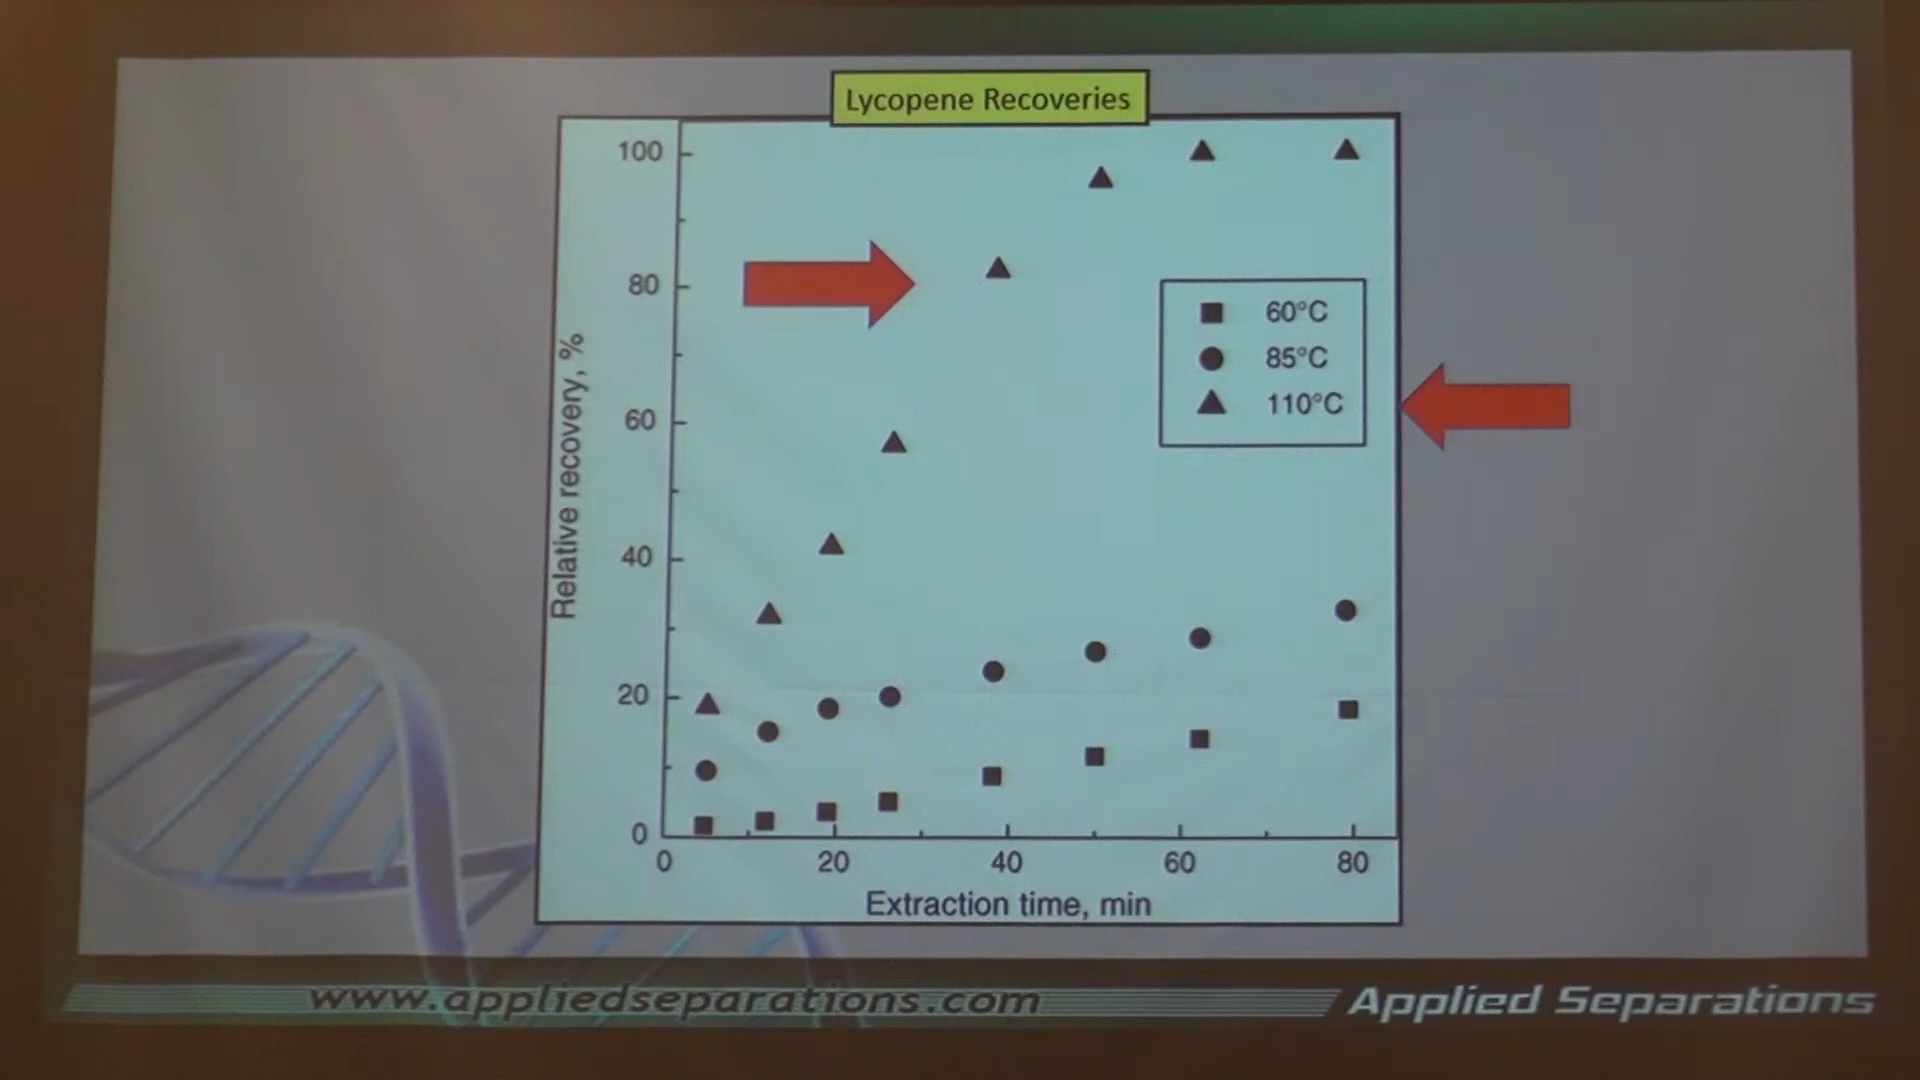 Lycopene Recoveries
100
80
60
40
20
0
Relative recovery, %
60°C
85°C
110°C
0 20 40 60 80
Extraction time, min
www.appliedseparations.com
Applied Separations